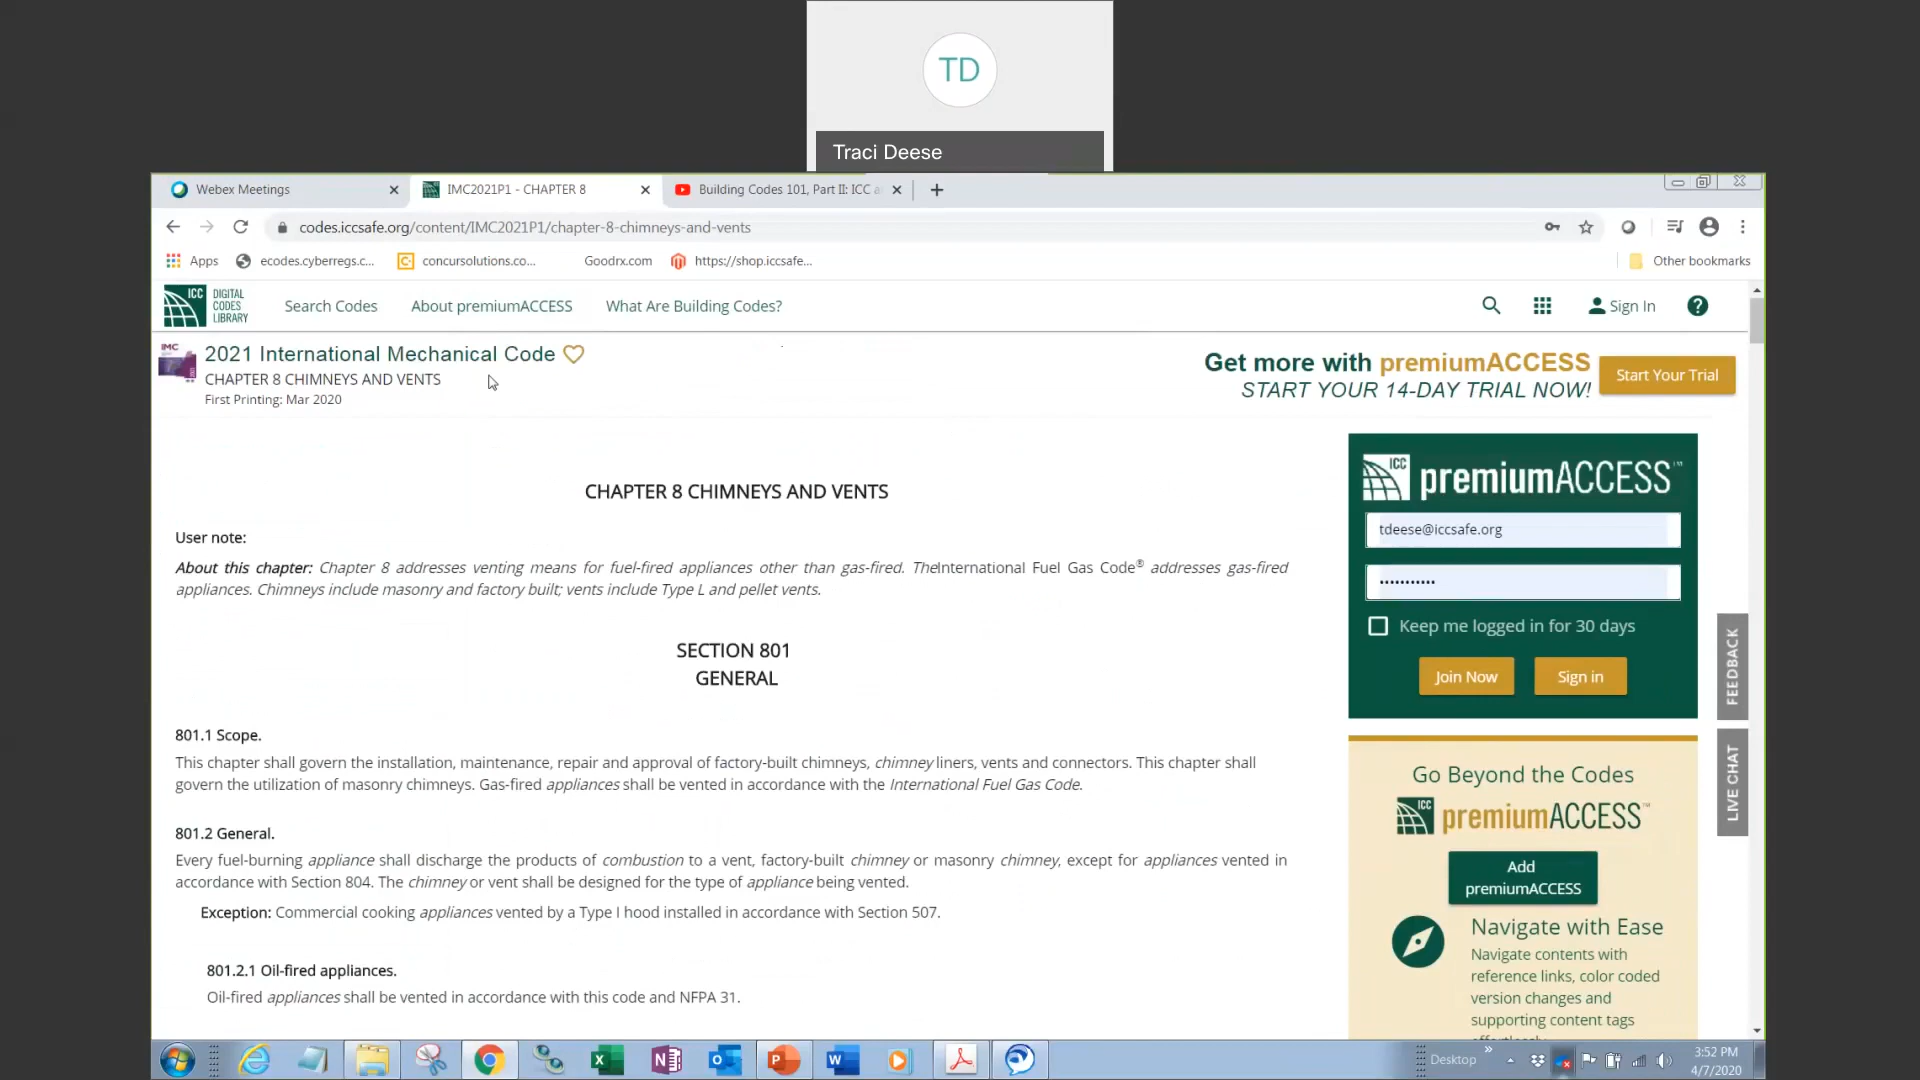 TD
Traci Deese
Webex Meetings
IMC2021P1 - CHAPTER 8
Building Codes 101, Part II: ICC a
codes.iccsafe.org/content/IMC2021P1/chapter-8-chimneys-and-vents
Apps
ecodes.cyberregs.c...
concursolutions.co...
Goodrx.com
https://shop.iccsafe...
Other bookmarks
ICC DIGITAL
CODES
LIBRARY
Search Codes
About premiumACCESS
What Are Building Codes?
Sign In
IMC
2021 International Mechanical Code
CHAPTER 8 CHIMNEYS AND VENTS
First Printing: Mar 2020
Get more with premiumACCESS
START YOUR 14-DAY TRIAL NOW!
Start Your Trial
CHAPTER 8 CHIMNEYS AND VENTS
User note:
About this chapter: Chapter 8 addresses venting means for fuel-fired appliances other than gas-fired. TheInternational Fuel Gas Code® addresses gas-fired
appliances. Chimneys include masonry and factory built; vents include Type L and pellet vents.
SECTION 801
GENERAL
801.1 Scope.
This chapter shall govern the installation, maintenance, repair and approval of factory-built chimneys, chimney liners, vents and connectors. This chapter shall
govern the utilization of masonry chimneys. Gas-fired appliances shall be vented in accordance with the International Fuel Gas Code.
801.2 General.
Every fuel-burning appliance shall discharge the products of combustion to a vent, factory-built chimney or masonry chimney, except for appliances vented in
accordance with Section 804. The chimney or vent shall be designed for the type of appliance being vented.
Exception: Commercial cooking appliances vented by a Type I hood installed in accordance with Section 507.
801.2.1 Oil-fired appliances.
Oil-fired appliances shall be vented in accordance with this code and NFPA 31.
ICC premiumACCESS™
tdeese@iccsafe.org
•••••••••••
Keep me logged in for 30 days
Join Now
Sign in
FEEDBACK
LIVE CHAT
Go Beyond the Codes
ICC premiumACCESS™
Add
premiumACCESS
Navigate with Ease
Navigate contents with
reference links, color coded
version changes and
supporting content tags
Desktop
3:52 PM
4/7/2020